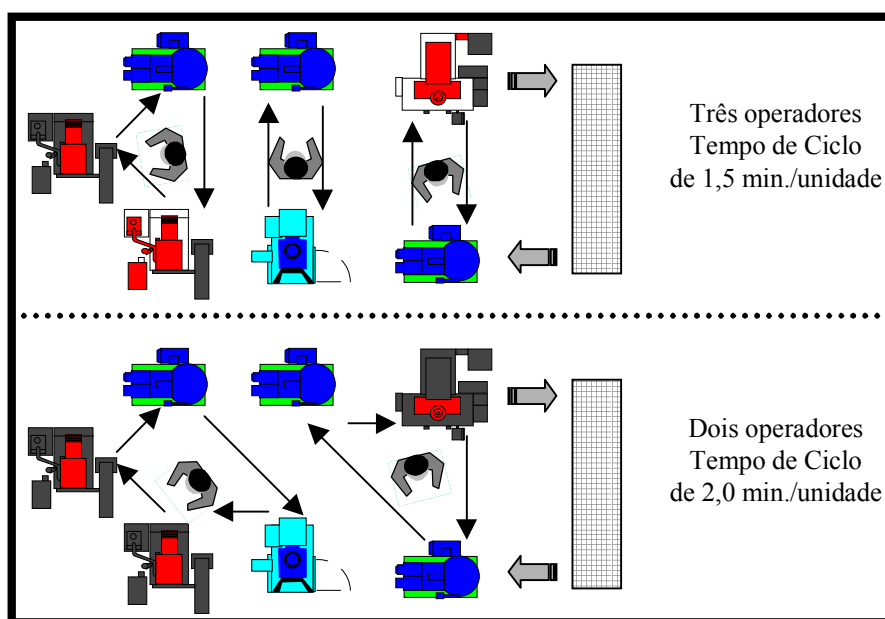 Três operadores
Tempo de Ciclo
de 1,5 min./unidade
Dois operadores
Tempo de Ciclo
de 2,0 min./unidade